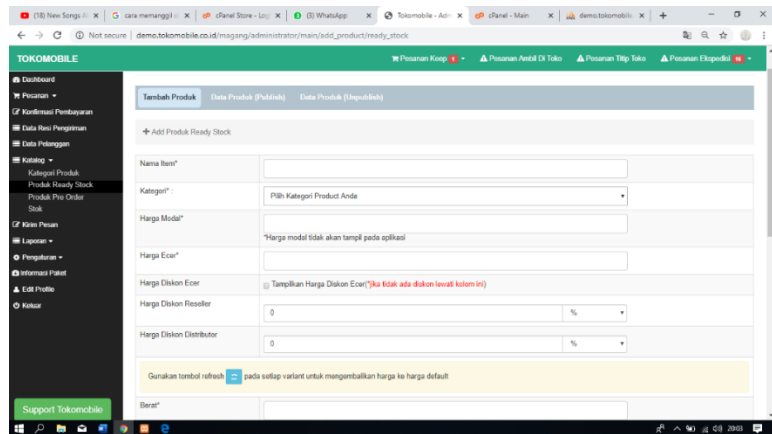 (18) New Songs A
cara memanggil
cPanel Store - Log
(3) WhatsApp
Tokomobile - Adm
cPanel - Main
demo.tokomobile.
Not secure | demo.tokomobile.co.id/magang/administrator/main/add_product/ready_stock
TOKOMOBILE
Pesanan Keep
Pesanan Ambil Di Toko
Pesanan Titip Toko
Pesanan Ekspedisi
Dashboard
Pesanan
Konfirmasi Pembayaran
Data Resi Pengiriman
Data Pelanggan
Katalog
Kategori Produk
Produk Ready Stock
Produk Pre Order
Stok
Kirim Pesan
Laporan
Pengaturan
Informasi Paket
Edit Profile
Keluar
Support Tokomobile
Tambah Produk
Data Produk (Publish)
Data Produk (Unpublish)
Add Produk Ready Stock
Nama Item*
Kategori* :
Pilih Kategori Product Anda
Harga Modal*
*Harga modal tidak akan tampil pada aplikasi
Harga Ecer*
Harga Diskon Ecer
Tampilkan Harga Diskon Ecer(*jika tidak ada diskon lewati kolom ini)
Harga Diskon Reseller
0
%
Harga Diskon Distributor
0
%
Gunakan tombol refresh pada setiap variant untuk mengembalikan harga ke harga default
Berat*
20:03